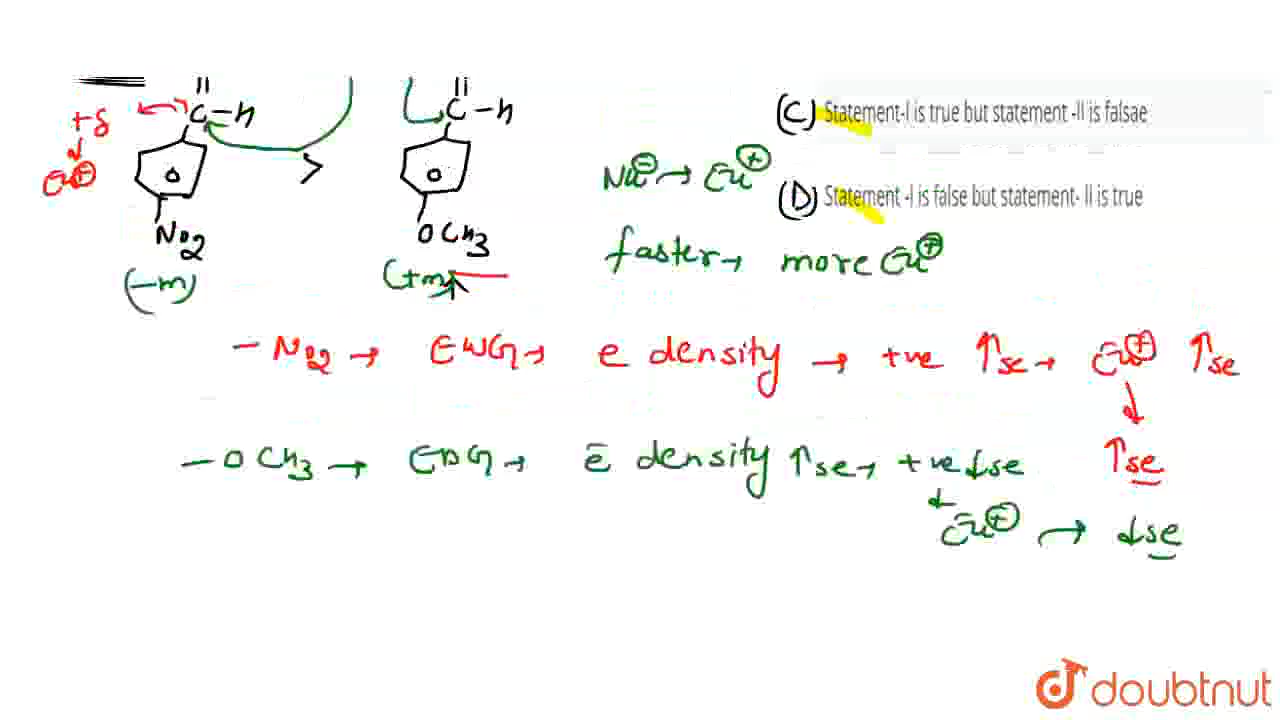 C-H
C-H
+δ
NO2
OCH3
(-m)
(+m)
>
(C) Statement-I is true but statement -II is falsae
Nu⊖ →
(D) Statement -I is false but statement- II is true
faster → more
-NO2 → EWG → e density → +ve ↑se →
↑se
↑se
-OCH3 → EDG → ē density ↑se → +ve ↓se
→ ↓se
doubtnut